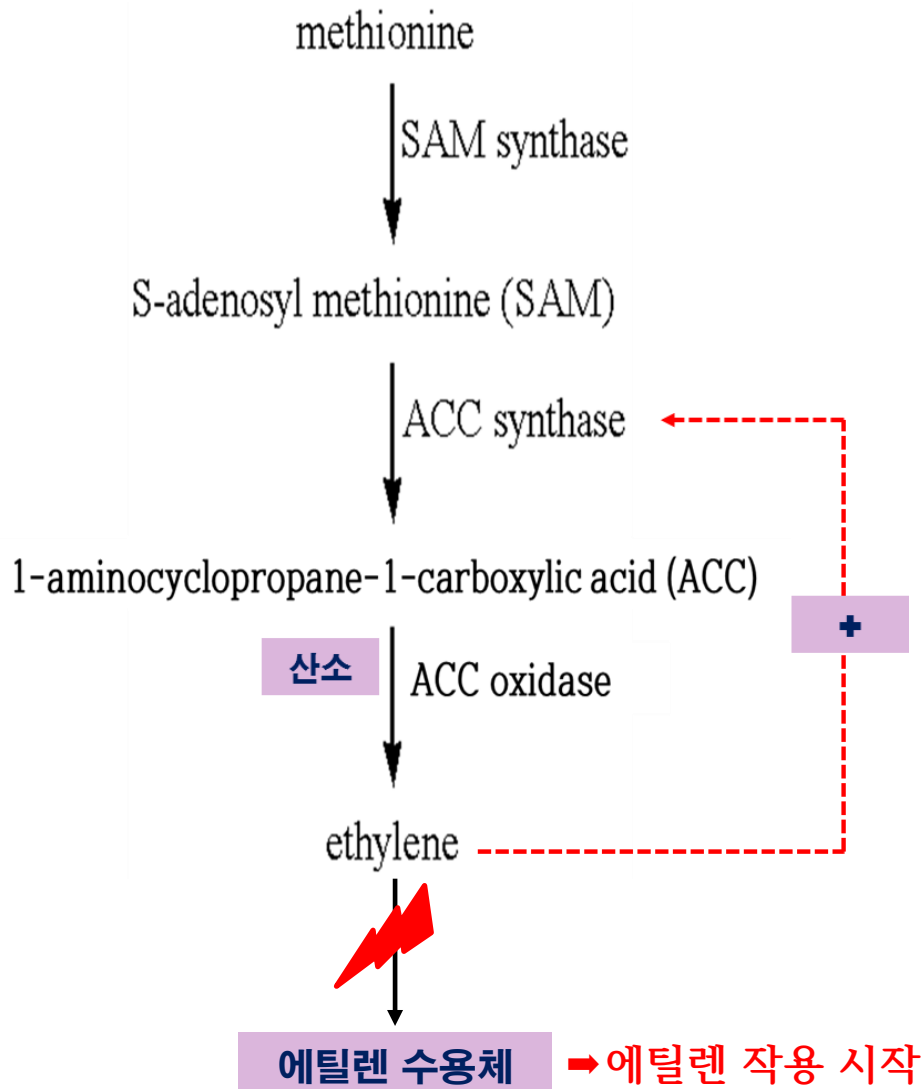 methionine
SAM synthase
S-adenosyl methionine (SAM)
ACC synthase
1-aminocyclopropane-1-carboxylic acid (ACC)
+
산소
ACC oxidase
ethylene
에틸렌 수용체 ➡에틸렌 작용 시작